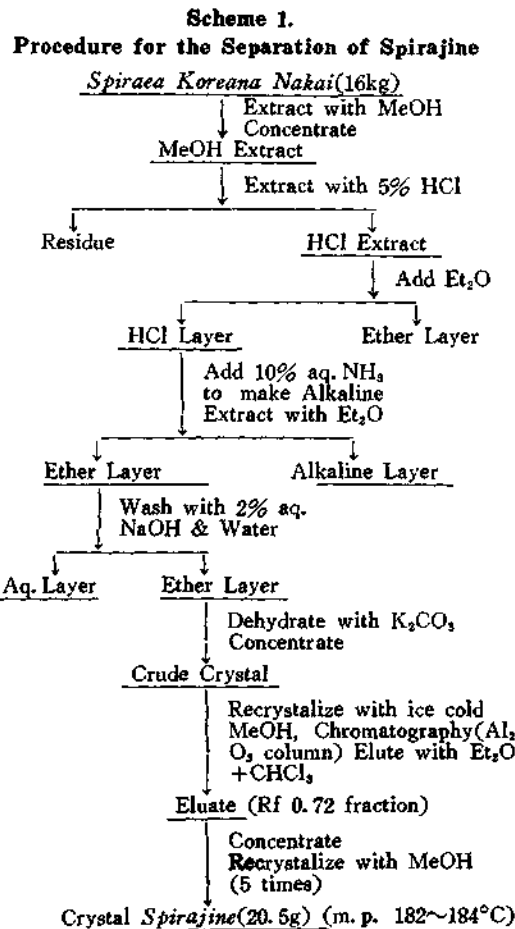 Scheme 1.
Procedure for the Separation of Spirajine
Spiraea Koreana Nakai(16kg)
Extract with MeOH
Concentrate
MeOH Extract
Extract with 5% HCl
Residue
HCl Extract
Add Et₂O
HCl Layer
Ether Layer
Add 10% aq. NH₃
to make Alkaline
Extract with Et₂O
Ether Layer
Alkaline Layer
Wash with 2% aq.
NaOH & Water
Aq. Layer
Ether Layer
Dehydrate with K₂CO₃
Concentrate
Crude Crystal
Recrystalize with ice cold
MeOH, Chromatography(Al₂
O₃ column) Elute with Et₂O
+CHCl₃
Eluate (Rf 0.72 fraction)
Concentrate
Recrystalize with MeOH
(5 times)
Crystal Spirajine(20.5g) (m.p. 182~184°C)